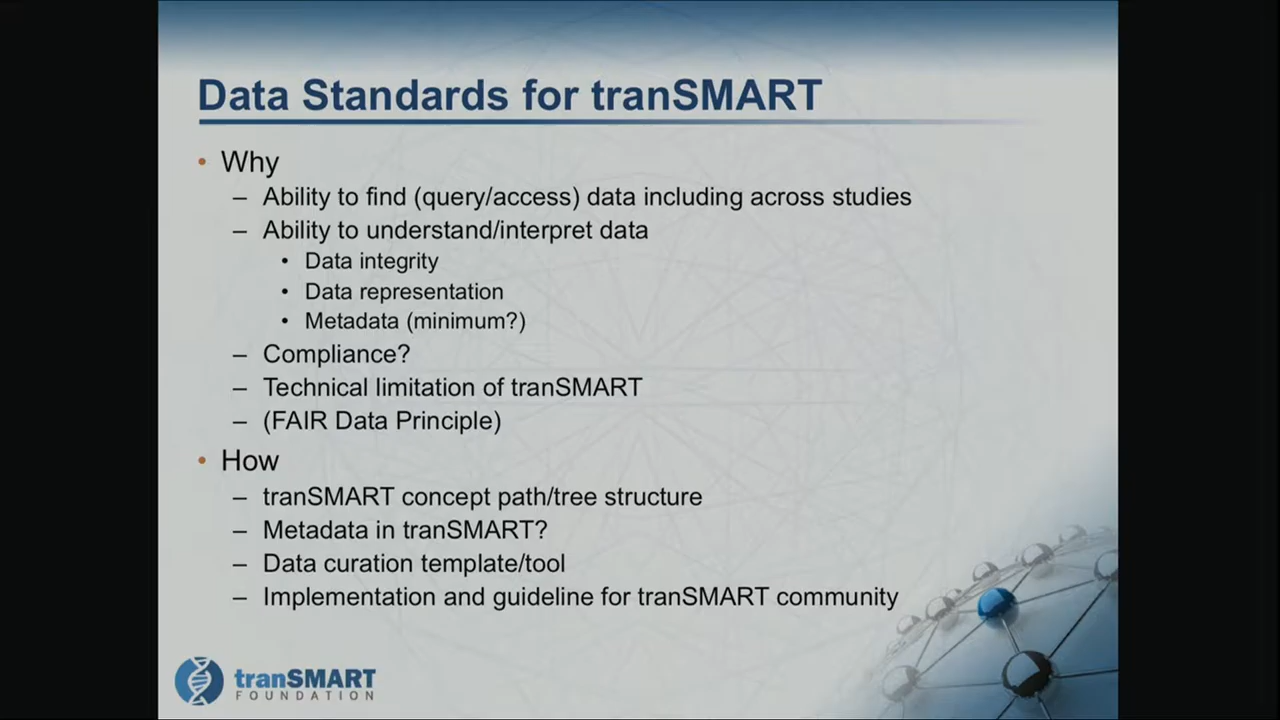 Data Standards for tranSMART
• Why
– Ability to find (query/access) data including across studies
– Ability to understand/interpret data
• Data integrity
• Data representation
• Metadata (minimum?)
– Compliance?
– Technical limitation of tranSMART
– (FAIR Data Principle)
• How
– tranSMART concept path/tree structure
– Metadata in tranSMART?
– Data curation template/tool
– Implementation and guideline for tranSMART community
tranSMART
FOUNDATION